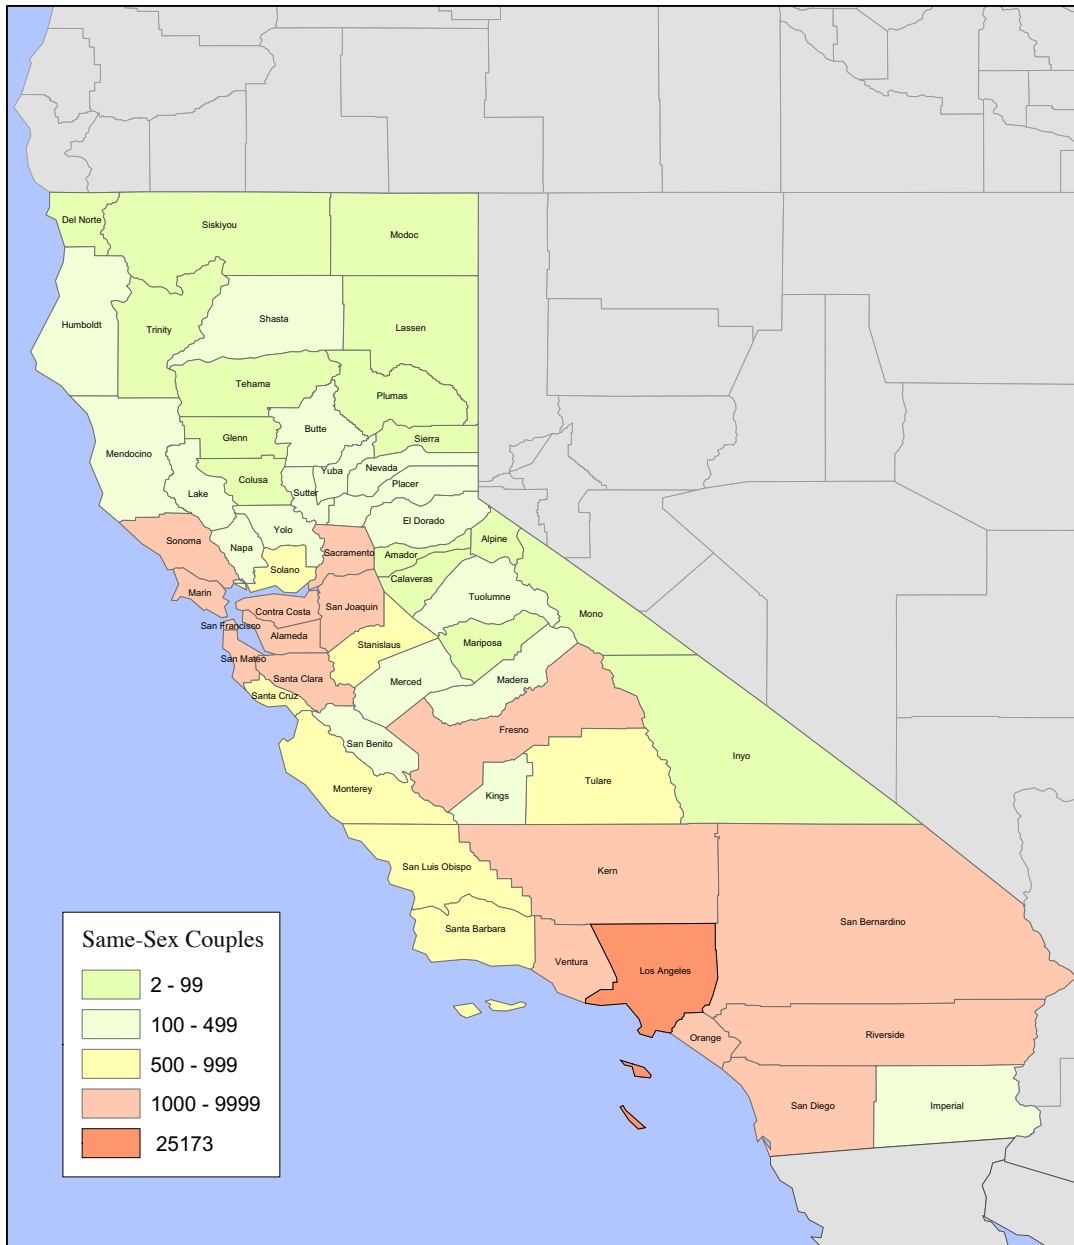 Del Norte
Siskiyou
Modoc
Humboldt
Trinity
Shasta
Lassen
Tehama
Plumas
Butte
Glenn
Sierra
Mendocino
Nevada
Yuba
Colusa
Placer
Lake
Sutter
El Dorado
Yolo
Sonoma
Napa
Sacramento
Alpine
Amador
Solano
Calaveras
Marin
Tuolumne
San Joaquin
Contra Costa
Mono
San Francisco
Alameda
Mariposa
Stanislaus
San Mateo
Santa Clara
Merced
Madera
Santa Cruz
Fresno
San Benito
Inyo
Tulare
Monterey
Kings
San Luis Obispo
Kern
San Bernardino
Santa Barbara
Ventura
Los Angeles
Orange
Riverside
San Diego
Imperial
Same-Sex Couples
2 - 99
100 - 499
500 - 999
1000 - 9999
25173